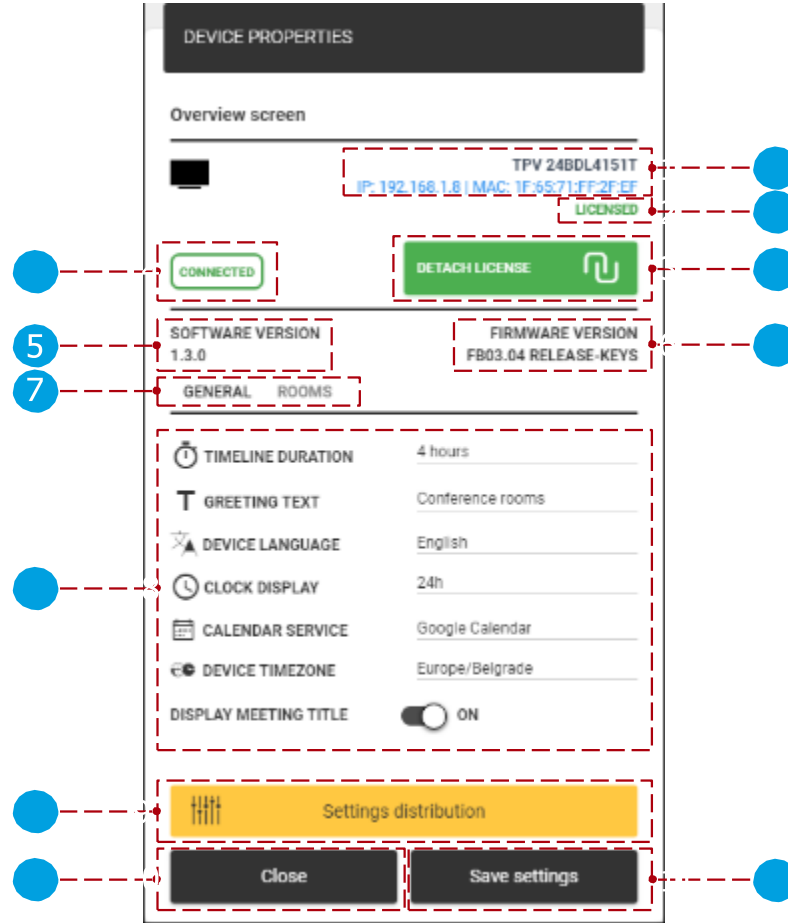 DEVICE PROPERTIES
Overview screen
TPV 24BDL4151T
IP: 192.168.1.8 | MAC: 1F:65:71:FF:2F:EF
LICENSED
CONNECTED
DETACH LICENSE
5
SOFTWARE VERSION
1.3.0
FIRMWARE VERSION
FB03.04 RELEASE-KEYS
7
GENERAL ROOMS
TIMELINE DURATION 4 hours
GREETING TEXT Conference rooms
DEVICE LANGUAGE English
CLOCK DISPLAY 24h
CALENDAR SERVICE Google Calendar
DEVICE TIMEZONE Europe/Belgrade
DISPLAY MEETING TITLE ON
Settings distribution
Close Save settings